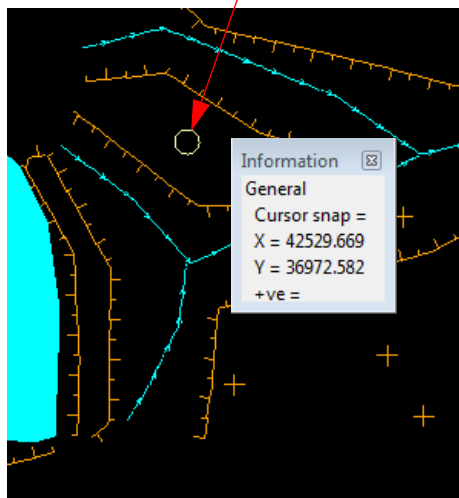 Information
General
Cursor snap =
X = 42529.669
Y = 36972.582
+ve =